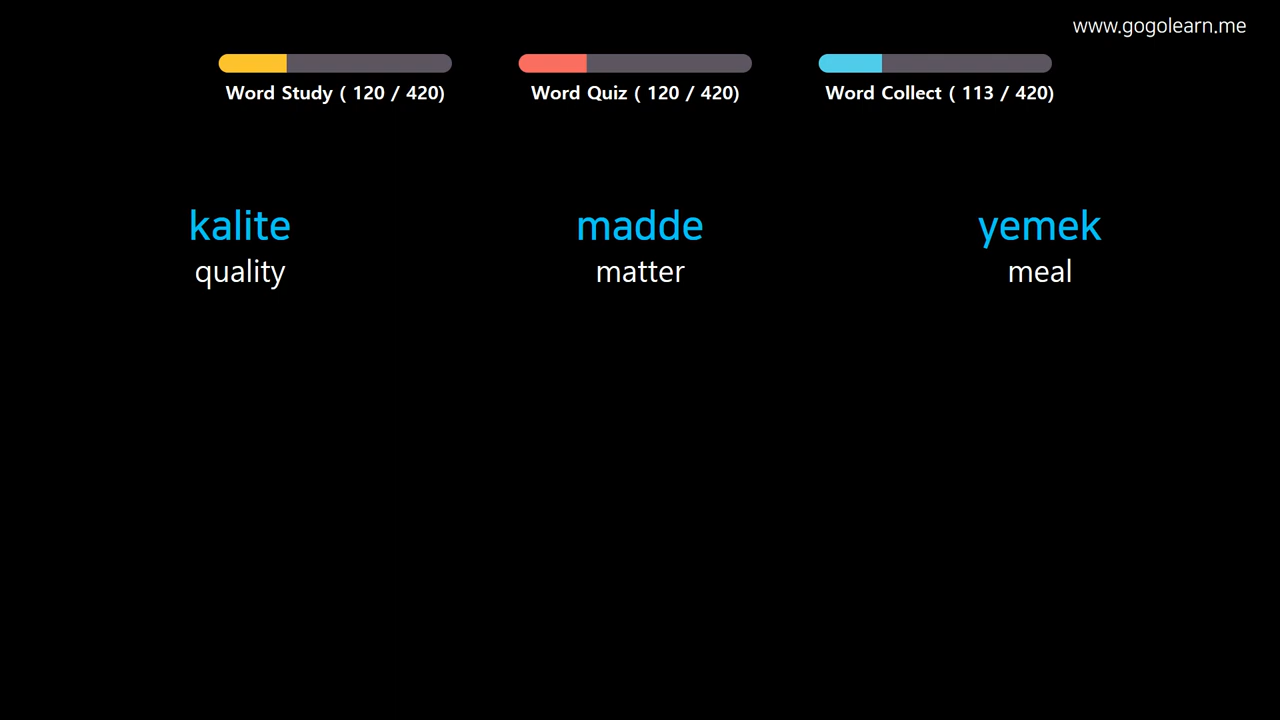 www.gogolearn.me
Word Study ( 120 / 420)
Word Quiz ( 120 / 420)
Word Collect ( 113 / 420)
kalite
quality
madde
matter
yemek
meal